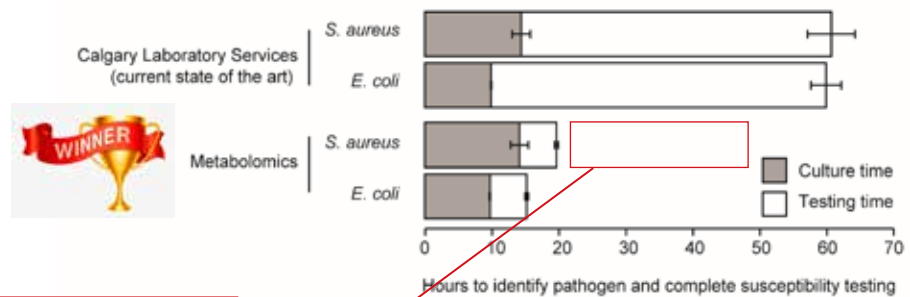 S. aureus
Calgary Laboratory Services
(current state of the art)
E. coli
WINNER
S. aureus
Metabolomics
E. coli
Culture time
Testing time
0 10 20 30 40 50 60 70
Hours to identify pathogen and complete susceptibility testing